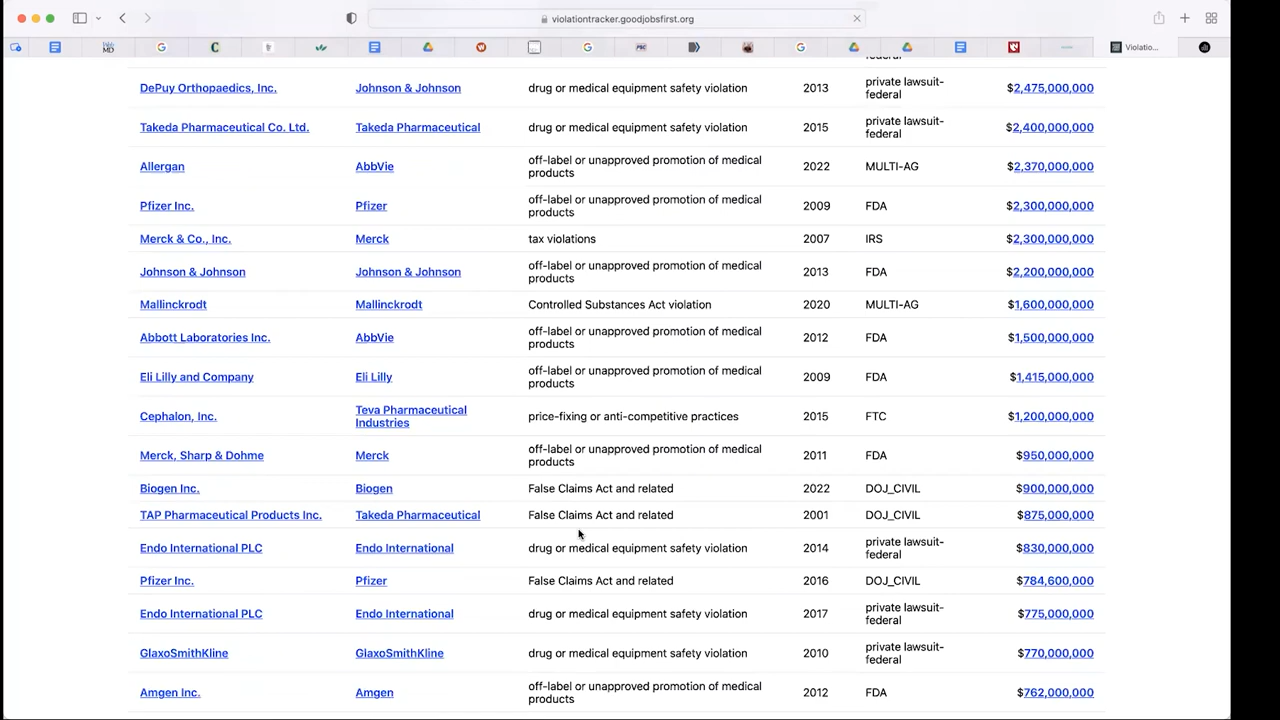 violationtracker.goodjobsfirst.org
Violatio...
federal
DePuy Orthopaedics, Inc. Johnson & Johnson drug or medical equipment safety violation 2013 private lawsuit-
federal $2,475,000,000
Takeda Pharmaceutical Co. Ltd. Takeda Pharmaceutical drug or medical equipment safety violation 2015 private lawsuit-
federal $2,400,000,000
Allergan AbbVie off-label or unapproved promotion of medical
products 2022 MULTI-AG $2,370,000,000
Pfizer Inc. Pfizer off-label or unapproved promotion of medical
products 2009 FDA $2,300,000,000
Merck & Co., Inc. Merck tax violations 2007 IRS $2,300,000,000
Johnson & Johnson Johnson & Johnson off-label or unapproved promotion of medical
products 2013 FDA $2,200,000,000
Mallinckrodt Mallinckrodt Controlled Substances Act violation 2020 MULTI-AG $1,600,000,000
Abbott Laboratories Inc. AbbVie off-label or unapproved promotion of medical
products 2012 FDA $1,500,000,000
Eli Lilly and Company Eli Lilly off-label or unapproved promotion of medical
products 2009 FDA $1,415,000,000
Cephalon, Inc. Teva Pharmaceutical
Industries price-fixing or anti-competitive practices 2015 FTC $1,200,000,000
Merck, Sharp & Dohme Merck off-label or unapproved promotion of medical
products 2011 FDA $950,000,000
Biogen Inc. Biogen False Claims Act and related 2022 DOJ_CIVIL $900,000,000
TAP Pharmaceutical Products Inc. Takeda Pharmaceutical False Claims Act and related 2001 DOJ_CIVIL $875,000,000
Endo International PLC Endo International drug or medical equipment safety violation 2014 private lawsuit-
federal $830,000,000
Pfizer Inc. Pfizer False Claims Act and related 2016 DOJ_CIVIL $784,600,000
Endo International PLC Endo International drug or medical equipment safety violation 2017 private lawsuit-
federal $775,000,000
GlaxoSmithKline GlaxoSmithKline drug or medical equipment safety violation 2010 private lawsuit-
federal $770,000,000
Amgen Inc. Amgen off-label or unapproved promotion of medical
products 2012 FDA $762,000,000